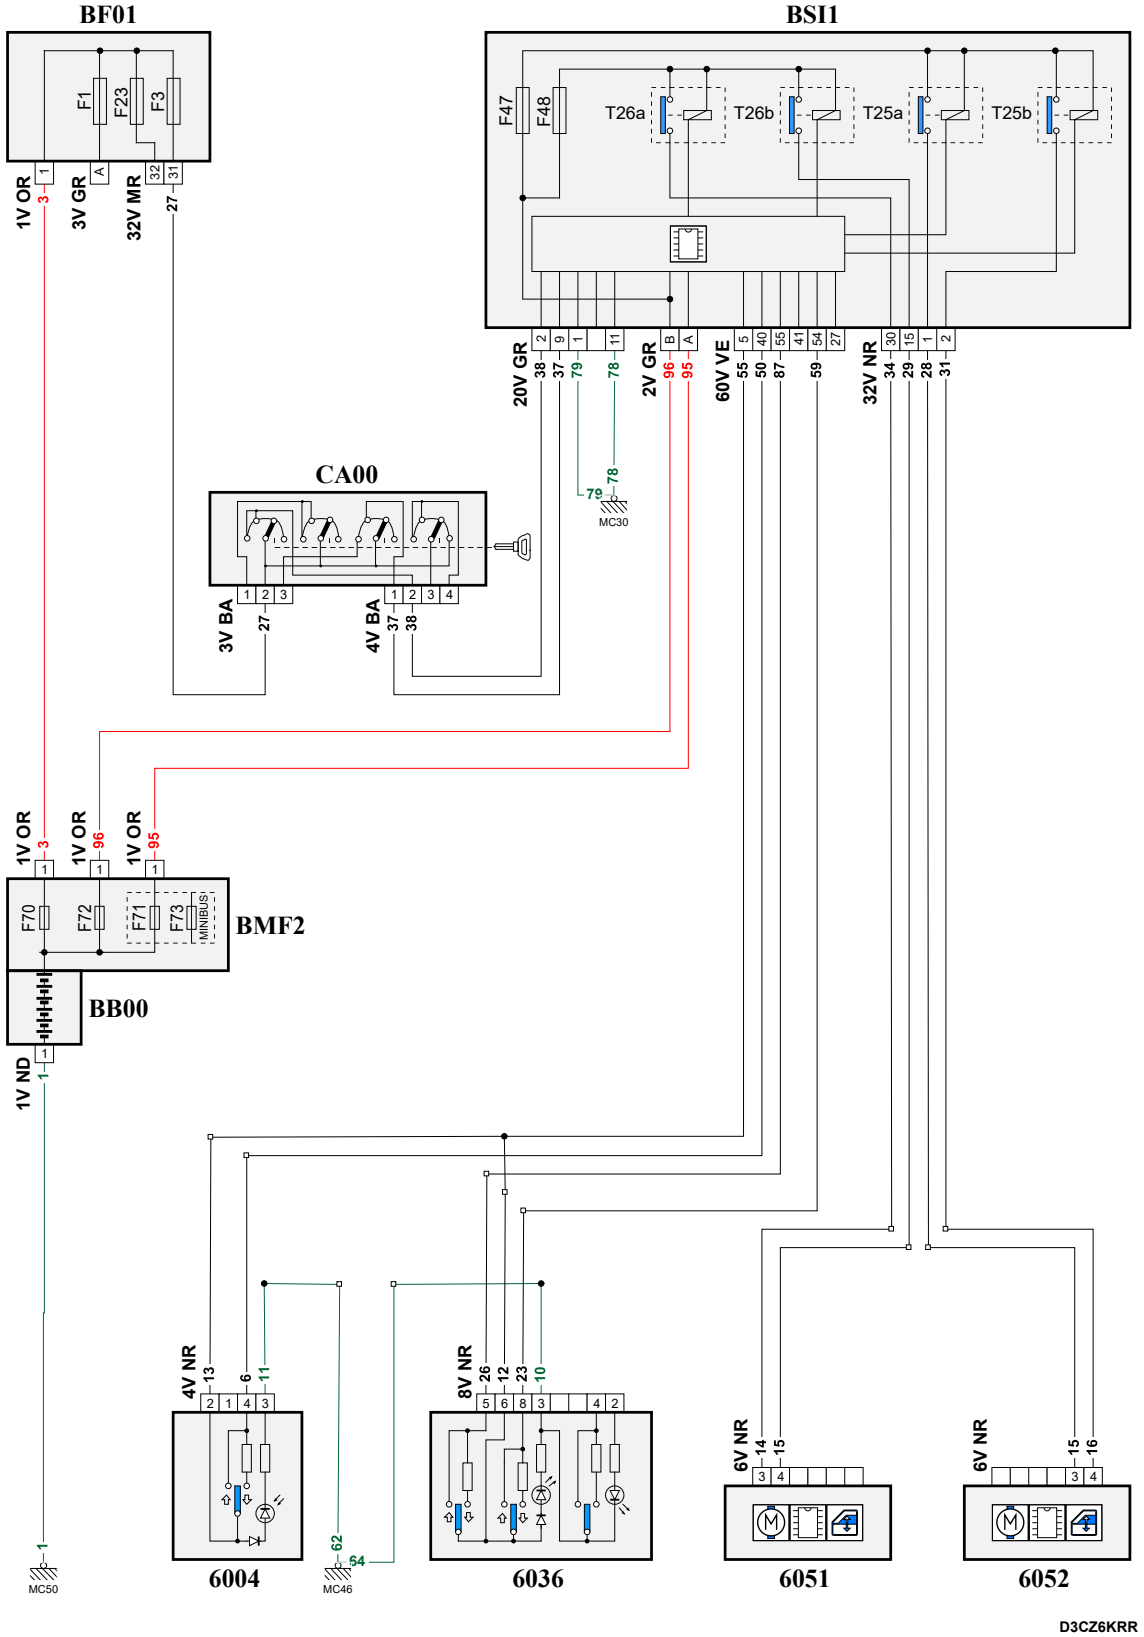 BF01
BSI1
F1
F23
F3
F47
F48
T26a
T26b
T25a
T25b
1
A
32
31
1V OR
3
3V GR
32V MR
27
2
9
1
11
B
A
5
40
55
41
54
27
30
15
1
2
20V GR
38
37
79
78
2V GR
96
95
60V VE
55
50
87
59
32V NR
34
29
28
31
CA00
79
78
MC30
1
2
3
1
2
3
4
3V BA
27
4V BA
37
38
1V OR
3
1V OR
96
1V OR
95
1
1
1
F70
F72
F71
F73
MINIBUS
BMF2
BB00
1
1V ND
1
4V NR
13
6
11
8V NR
26
12
23
10
2
1
4
3
5
6
8
3
4
2
6V NR
14
15
6V NR
15
16
3
4
3
4
M
M
1
MC50
62
64
MC46
6004
6036
6051
6052
D3CZ6KRR